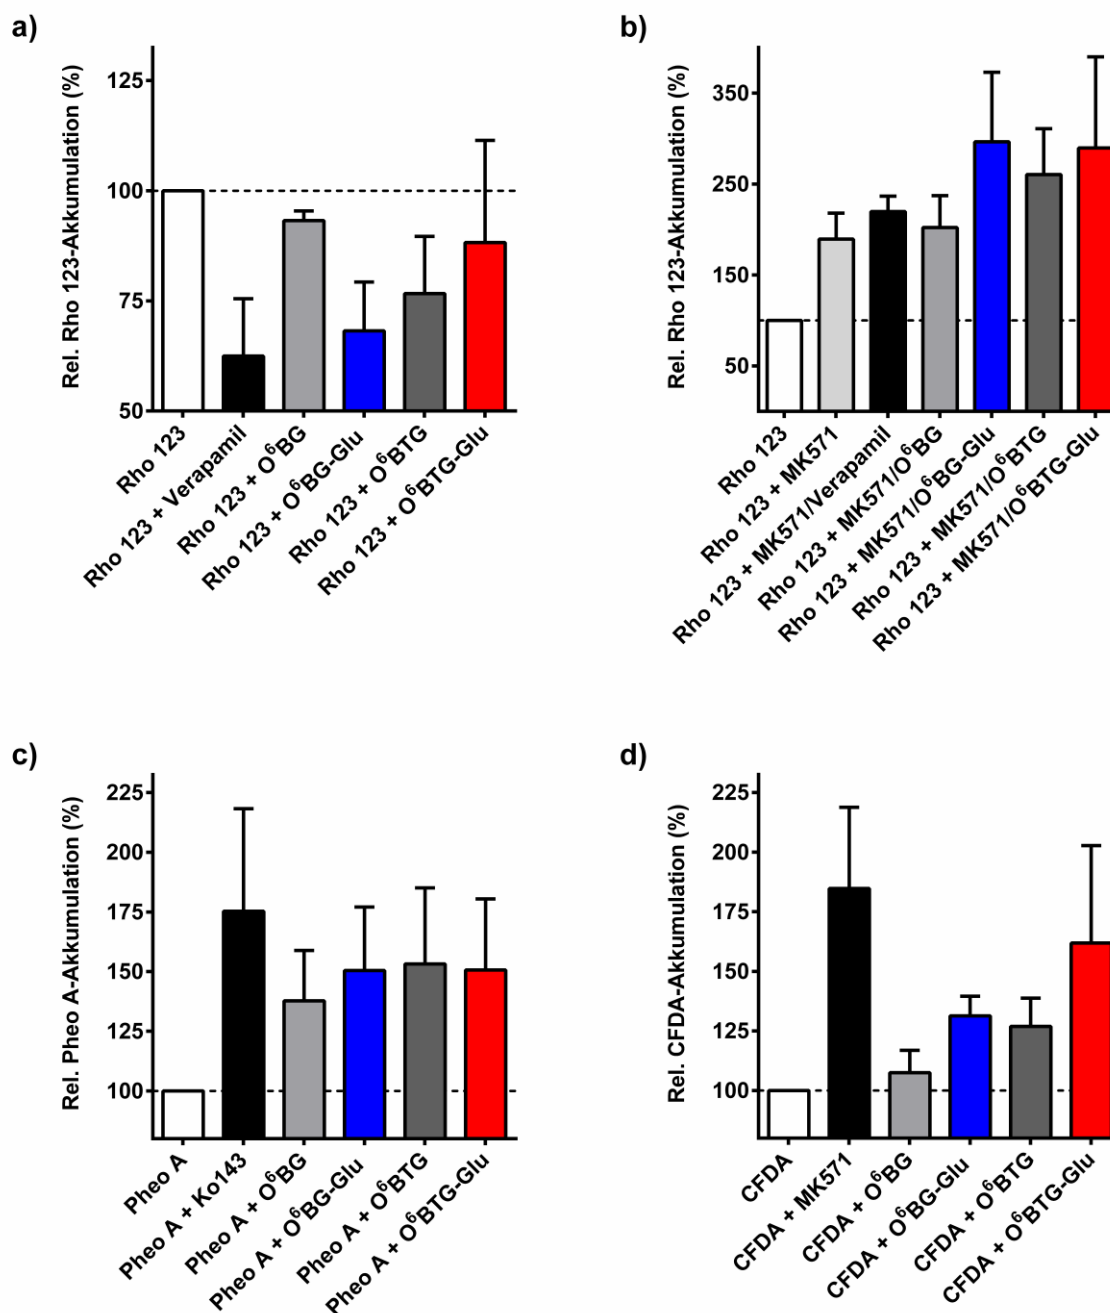 a)
Rel. Rho 123-Akkumulation (%)
125
100
75
50
Rho 123
Rho 123 + Verapamil
Rho 123 + O⁶BG
Rho 123 + O⁶BG-Glu
Rho 123 + O⁶BTG
Rho 123 + O⁶BTG-Glu
b)
Rel. Rho 123-Akkumulation (%)
350
250
150
50
Rho 123
Rho 123 + MK571
Rho 123 + MK571/Verapamil
Rho 123 + MK571/O⁶BG
Rho 123 + MK571/O⁶BG-Glu
Rho 123 + MK571/O⁶BTG
Rho 123 + MK571/O⁶BTG-Glu
c)
Rel. Pheo A-Akkumulation (%)
225
200
175
150
125
100
Pheo A
Pheo A + Ko143
Pheo A + O⁶BG
Pheo A + O⁶BG-Glu
Pheo A + O⁶BTG
Pheo A + O⁶BTG-Glu
d)
Rel. CFDA-Akkumulation (%)
225
200
175
150
125
100
CFDA
CFDA + MK571
CFDA + O⁶BG
CFDA + O⁶BG-Glu
CFDA + O⁶BTG
CFDA + O⁶BTG-Glu